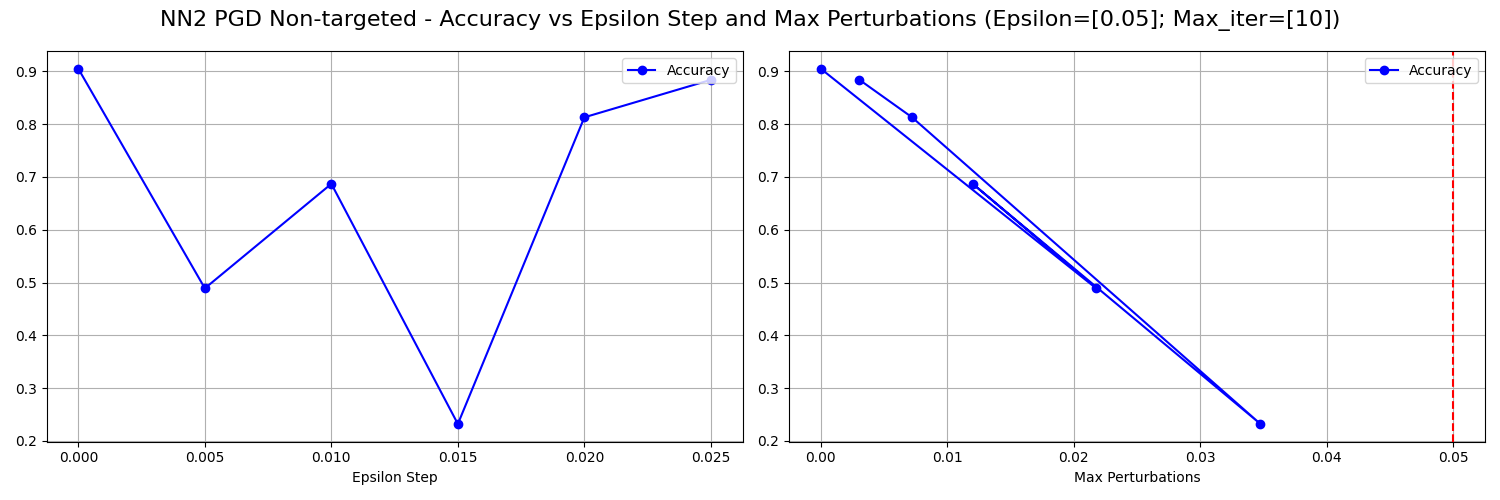 NN2 PGD Non-targeted - Accuracy vs Epsilon Step and Max Perturbations (Epsilon=[0.05]; Max_iter=[10])
Accuracy
0.9
0.8
0.7
0.6
0.5
0.4
0.3
0.2
0.000 0.005 0.010 0.015 0.020 0.025
Epsilon Step
Accuracy
0.9
0.8
0.7
0.6
0.5
0.4
0.3
0.2
0.00 0.01 0.02 0.03 0.04 0.05
Max Perturbations